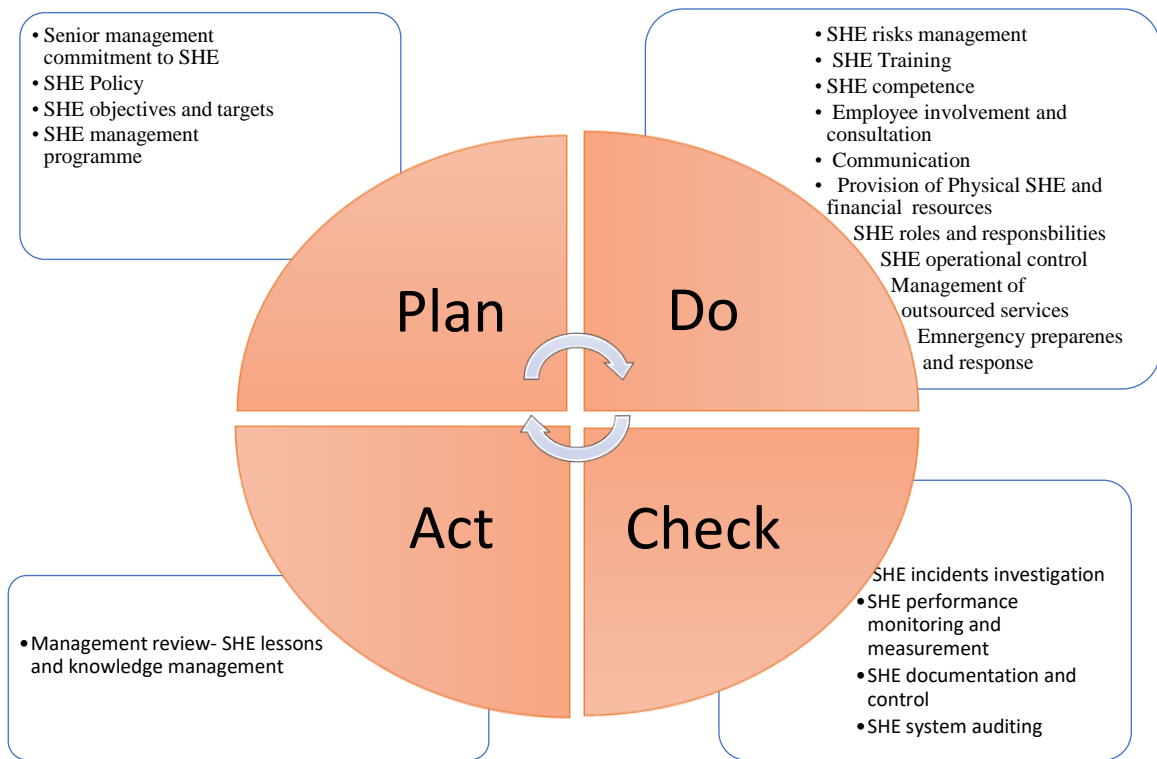 • Senior management
commitment to SHE
• SHE Policy
• SHE objectives and targets
• SHE management
programme
• SHE risks management
• SHE Training
• SHE competence
• Employee involvement and
consultation
• Communication
• Provision of Physical SHE and
financial resources
SHE roles and responsbilities
SHE operational control
Management of
outsourced services
Emnergency preparenes
and response
Plan
Do
Act
Check
•Management review- SHE lessons
and knowledge management
SHE incidents investigation
•SHE performance
monitoring and
measurement
•SHE documentation and
control
•SHE system auditing